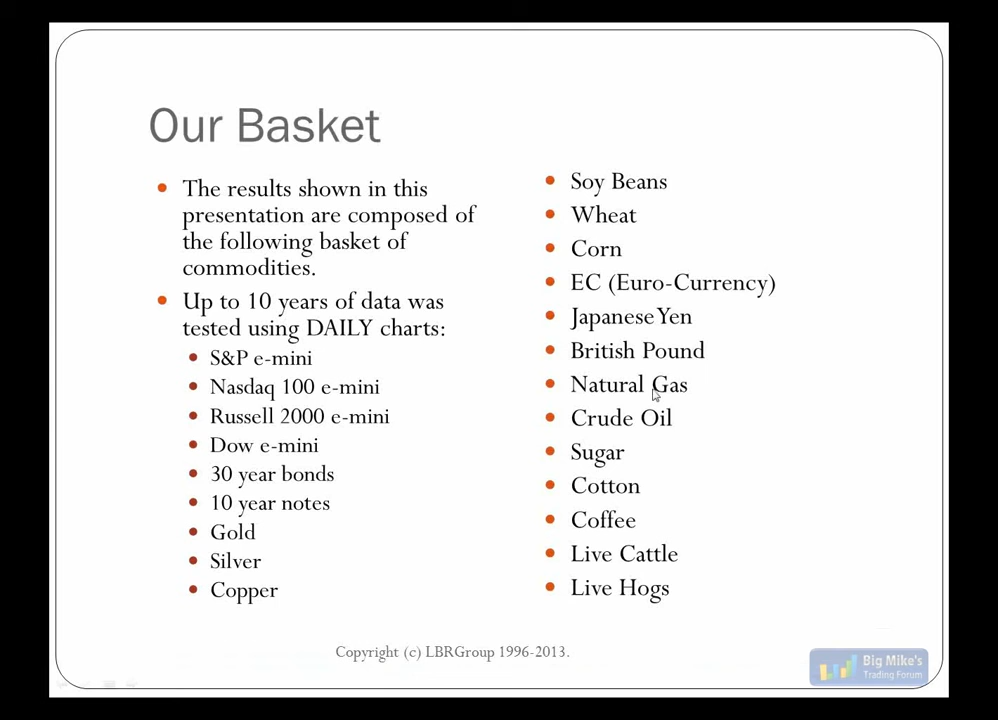 Our Basket
The results shown in this
presentation are composed of
the following basket of
commodities.
Up to 10 years of data was
tested using DAILY charts:
S&P e-mini
Nasdaq 100 e-mini
Russell 2000 e-mini
Dow e-mini
30 year bonds
10 year notes
Gold
Silver
Copper
Soy Beans
Wheat
Corn
EC (Euro-Currency)
Japanese Yen
British Pound
Natural Gas
Crude Oil
Sugar
Cotton
Coffee
Live Cattle
Live Hogs
Copyright (c) LBRGroup 1996-2013.
Big Mike's
Trading Forum